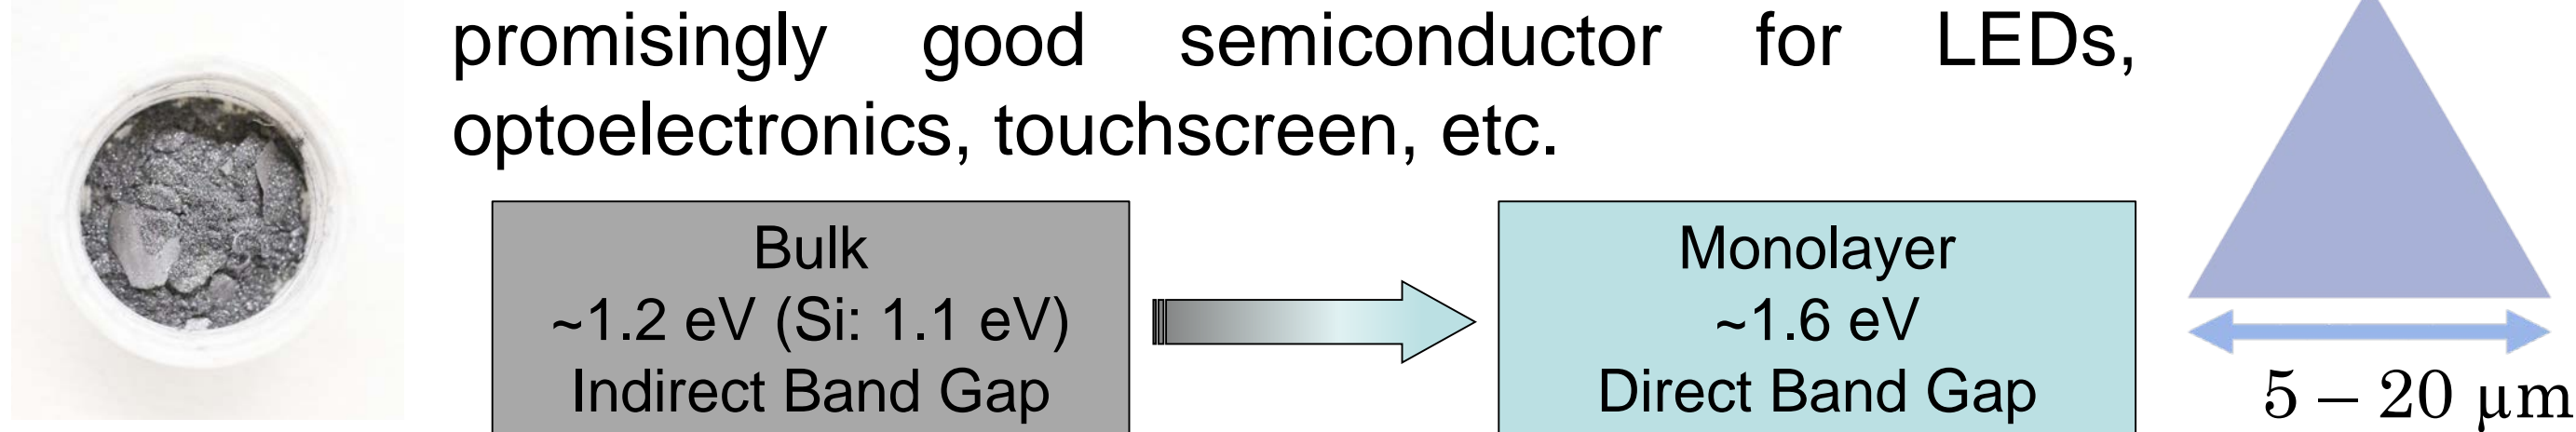 promisingly good semiconductor for LEDs,
optoelectronics, touchscreen, etc.
Bulk
~1.2 eV (Si: 1.1 eV)
Indirect Band Gap
Monolayer
~1.6 eV
Direct Band Gap
5 – 20 μm